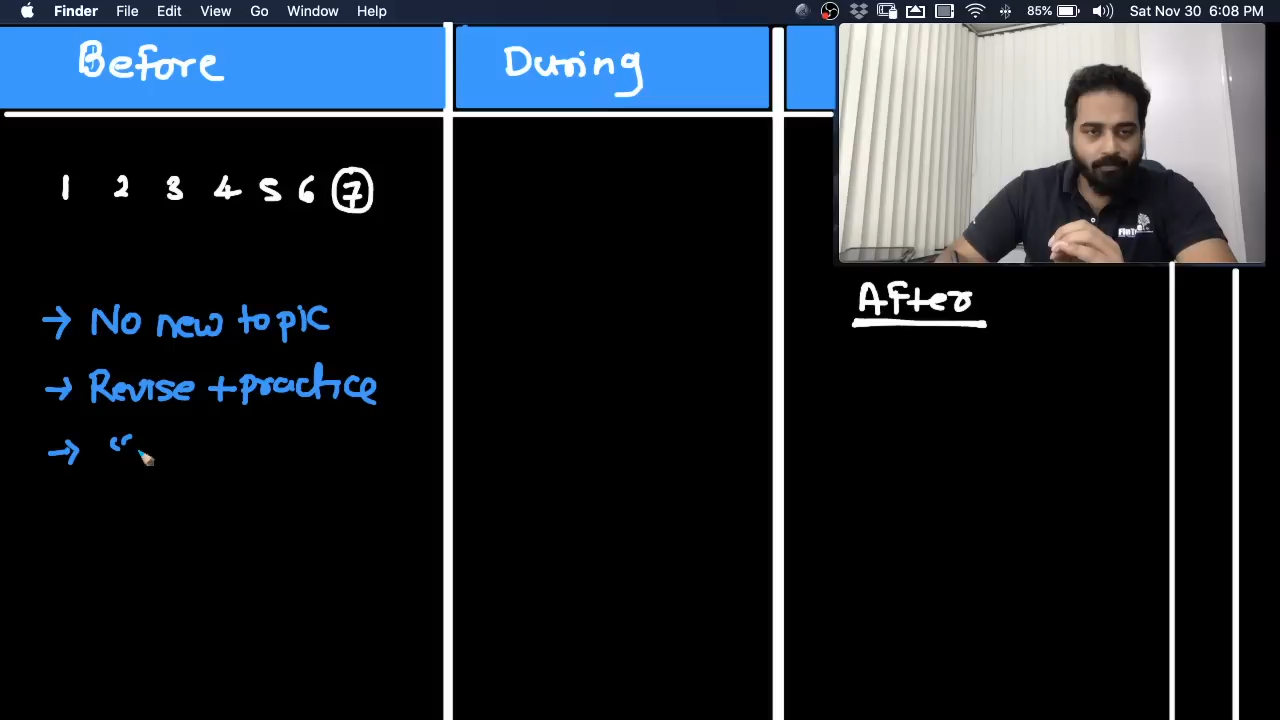 Finder File Edit View Go Window Help 85% Sat Nov 30 6:08 PM
Before During
1 2 3 4 5 6 7
After
→ No new topic
→ Revise + practice
→ "